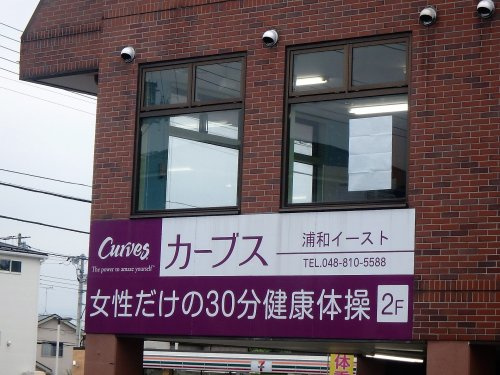 Curves
The power to amaze yourself.
カーブス
浦和イースト
TEL.048-810-5588
女性だけの30分健康体操 2F
体